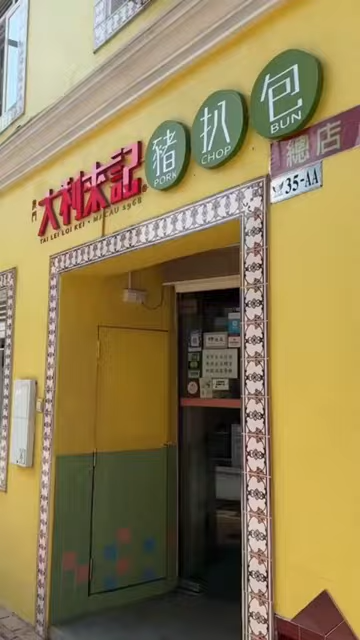 澳門
大利來記
TAI LEI LOI KEI · MACAU 1968
豬
PORK
扒
CHOP
包
BUN
總店
35-AA